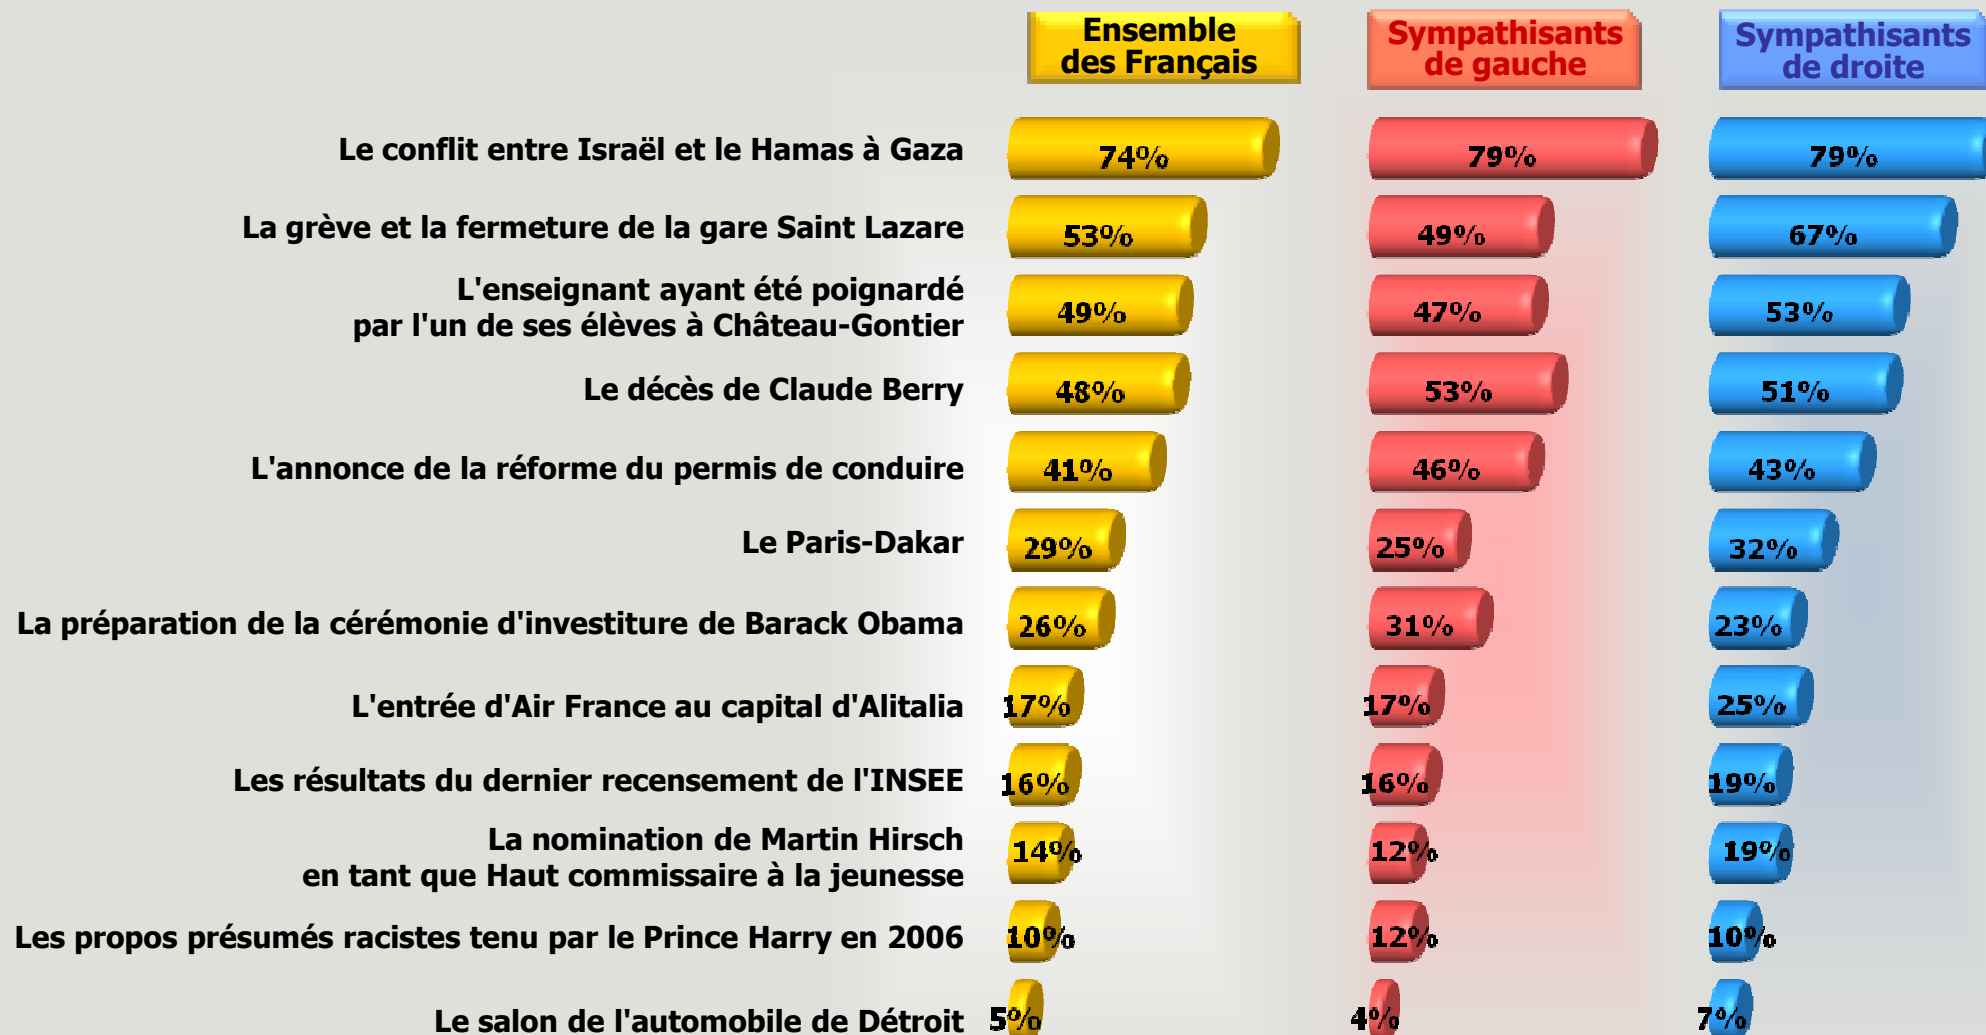 Ensemble
des Français
Sympathisants
de gauche
Sympathisants
de droite
Le conflit entre Israël et le Hamas à Gaza 74% 79% 79%
La grève et la fermeture de la gare Saint Lazare 53% 49% 67%
L'enseignant ayant été poignardé
par l'un de ses élèves à Château-Gontier 49% 47% 53%
Le décès de Claude Berry 48% 53% 51%
L'annonce de la réforme du permis de conduire 41% 46% 43%
Le Paris-Dakar 29% 25% 32%
La préparation de la cérémonie d'investiture de Barack Obama 26% 31% 23%
L'entrée d'Air France au capital d'Alitalia 17% 17% 25%
Les résultats du dernier recensement de l'INSEE 16% 16% 19%
La nomination de Martin Hirsch
en tant que Haut commissaire à la jeunesse 14% 12% 19%
Les propos présumés racistes tenu par le Prince Harry en 2006 10% 12% 10%
Le salon de l'automobile de Détroit 5% 4% 7%